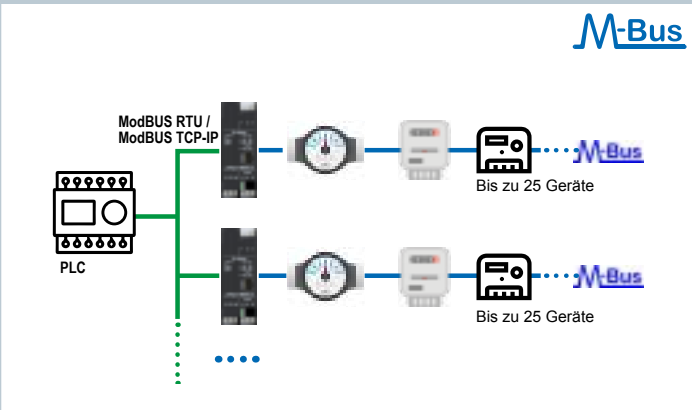 M-Bus
ModBUS RTU /
ModBUS TCP-IP
Bis zu 25 Geräte
M-Bus
PLC
Bis zu 25 Geräte
M-Bus